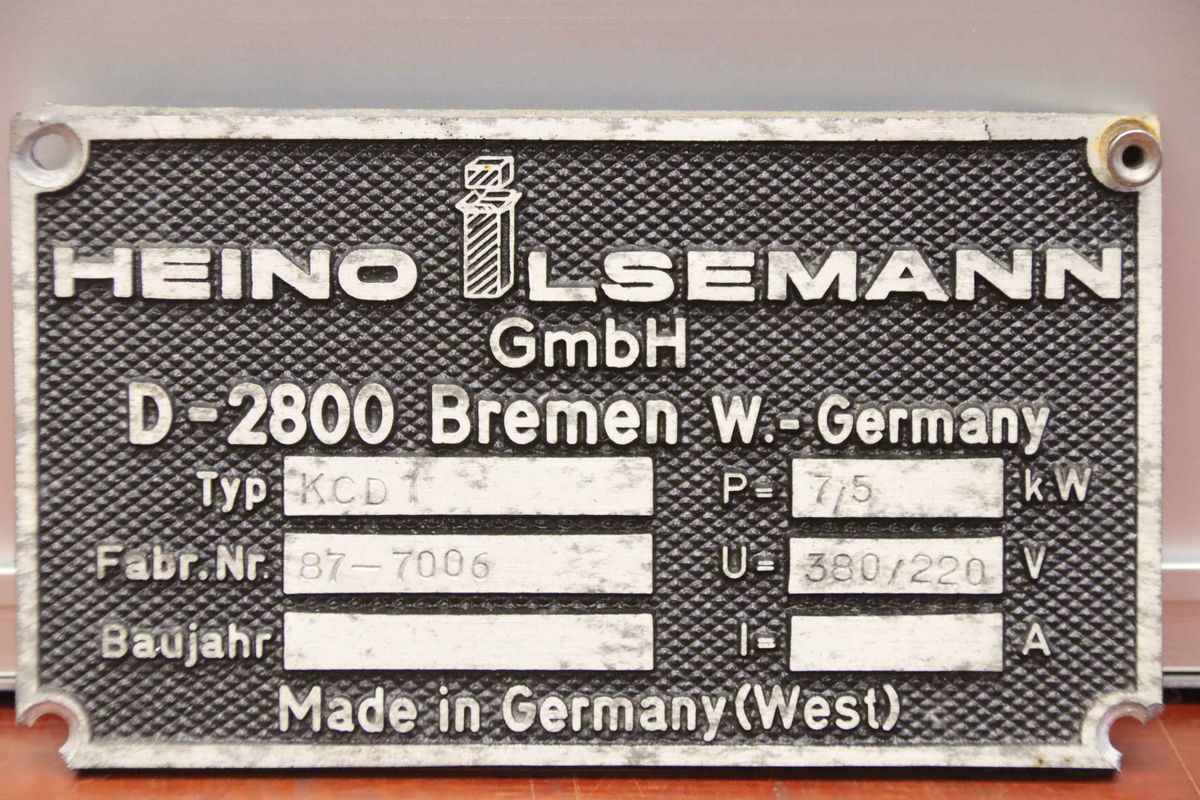 HEINO iLSEMANN
GmbH
D-2800 Bremen W.-Germany
Typ KCD1 P= 7,5 kW
Fabr.Nr. 87-7006 U= 380/220 V
Baujahr I= A
Made in Germany(West)